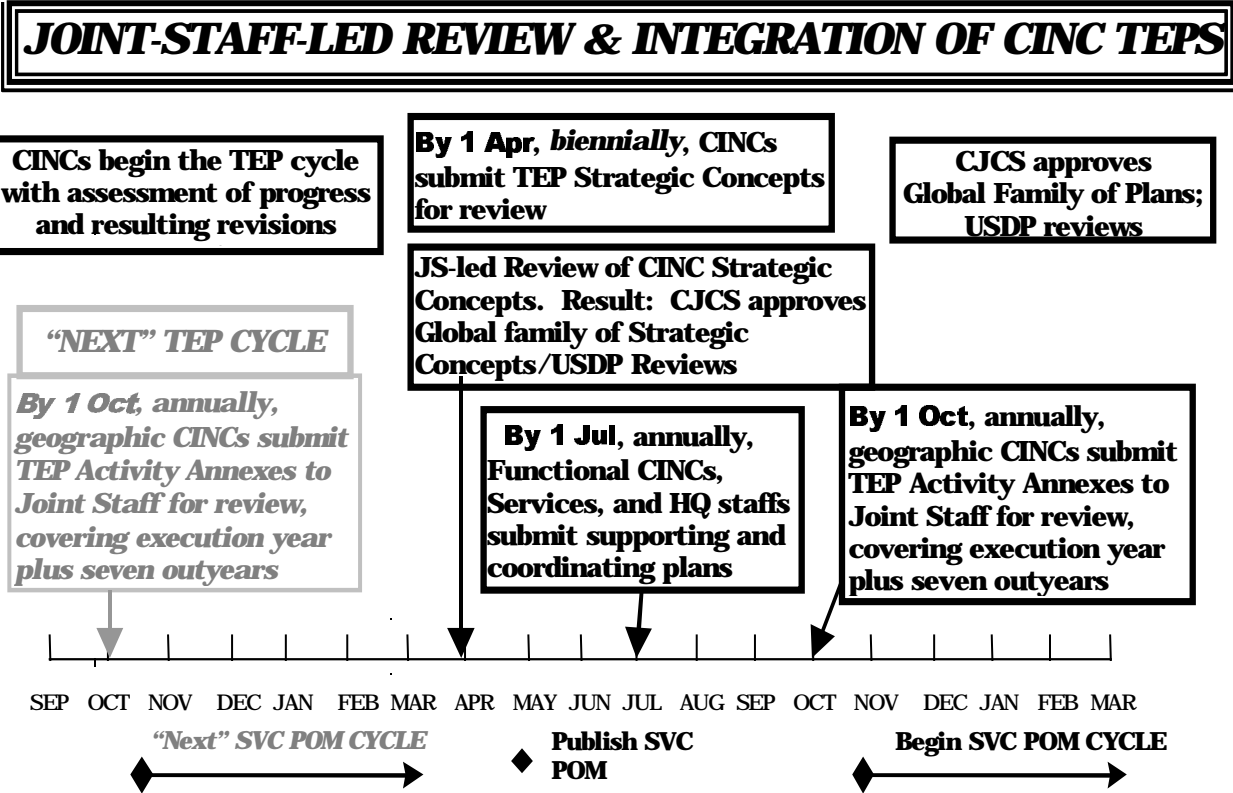 JOINT-STAFF-LED REVIEW & INTEGRATION OF CINC TEPS
CINCs begin the TEP cycle
with assessment of progress
and resulting revisions
By 1 Apr, biennially, CINCs
submit TEP Strategic Concepts
for review
CJCS approves
Global Family of Plans;
USDP reviews
JS-led Review of CINC Strategic
Concepts. Result: CJCS approves
Global family of Strategic
Concepts/USDP Reviews
“NEXT” TEP CYCLE
By 1 Oct, annually,
geographic CINCs submit
TEP Activity Annexes to
Joint Staff for review,
covering execution year
plus seven outyears
By 1 Jul, annually,
Functional CINCs,
Services, and HQ staffs
submit supporting and
coordinating plans
By 1 Oct, annually,
geographic CINCs submit
TEP Activity Annexes to
Joint Staff for review,
covering execution year
plus seven outyears
SEP OCT NOV DEC JAN FEB MAR APR MAY JUN JUL AUG SEP OCT NOV DEC JAN FEB MAR
“Next” SVC POM CYCLE
Publish SVC
POM
Begin SVC POM CYCLE